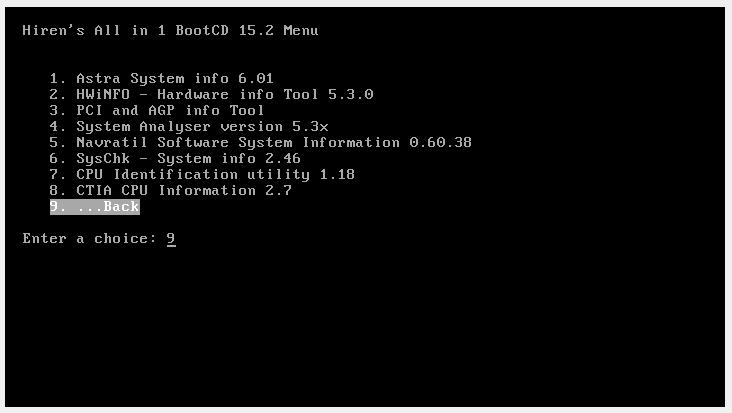 Hiren's All in 1 BootCD 15.2 Menu
1. Astra System info 6.01
2. HWiNFO - Hardware info Tool 5.3.0
3. PCI and AGP info Tool
4. System Analyser version 5.3x
5. Navratil Software System Information 0.60.38
6. SysChk - System info 2.46
7. CPU Identification utility 1.18
8. CTIA CPU Information 2.7
9. ...Back
Enter a choice: 9